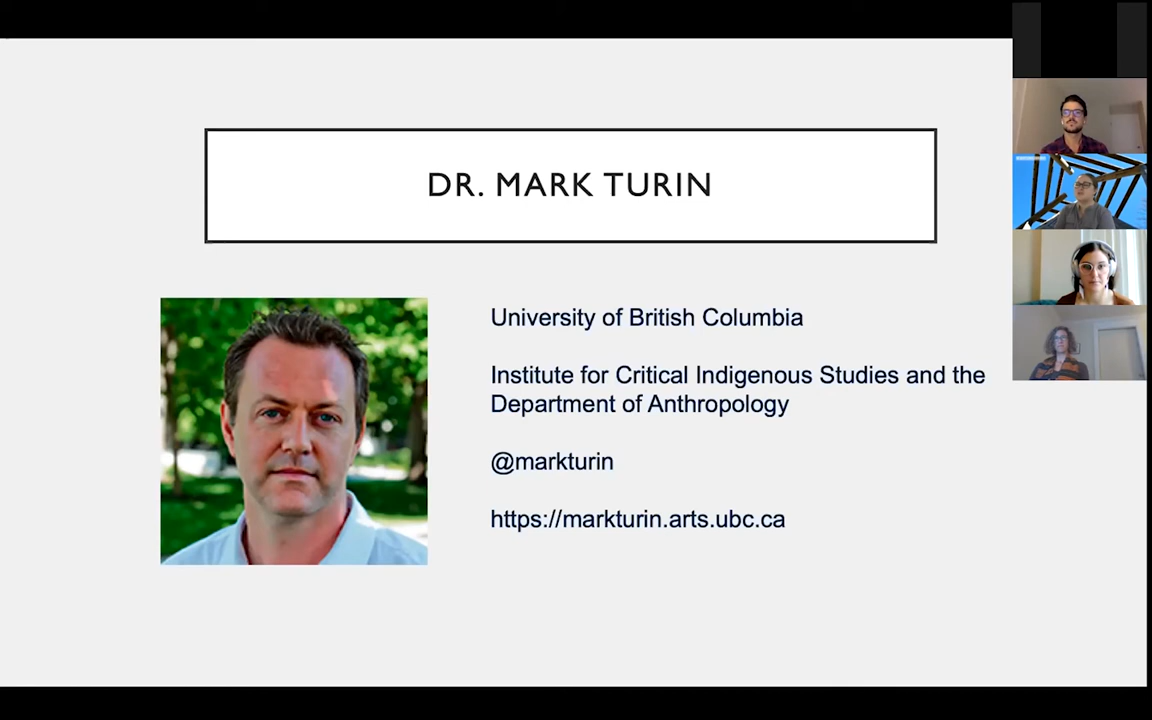 DR. MARK TURIN
University of British Columbia
Institute for Critical Indigenous Studies and the
Department of Anthropology
@markturin
https://markturin.arts.ubc.ca